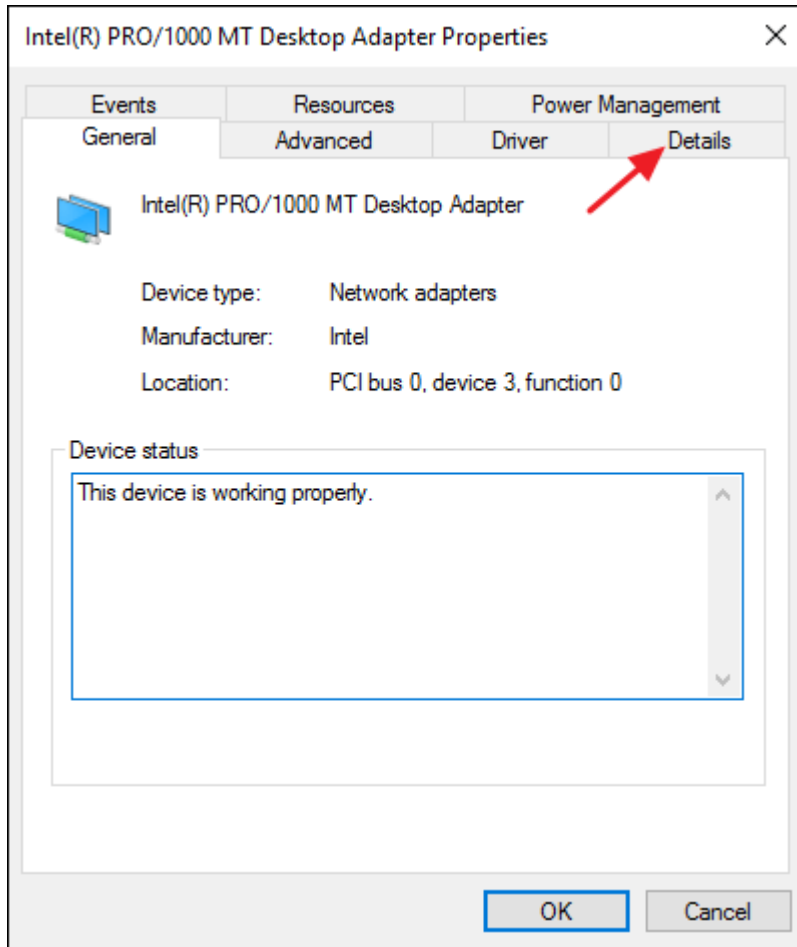 Intel(R) PRO/1000 MT Desktop Adapter Properties
Events Resources Power Management
General Advanced Driver Details
Intel(R) PRO/1000 MT Desktop Adapter
Device type: Network adapters
Manufacturer: Intel
Location: PCI bus 0, device 3, function 0
Device status
This device is working properly.
OK Cancel